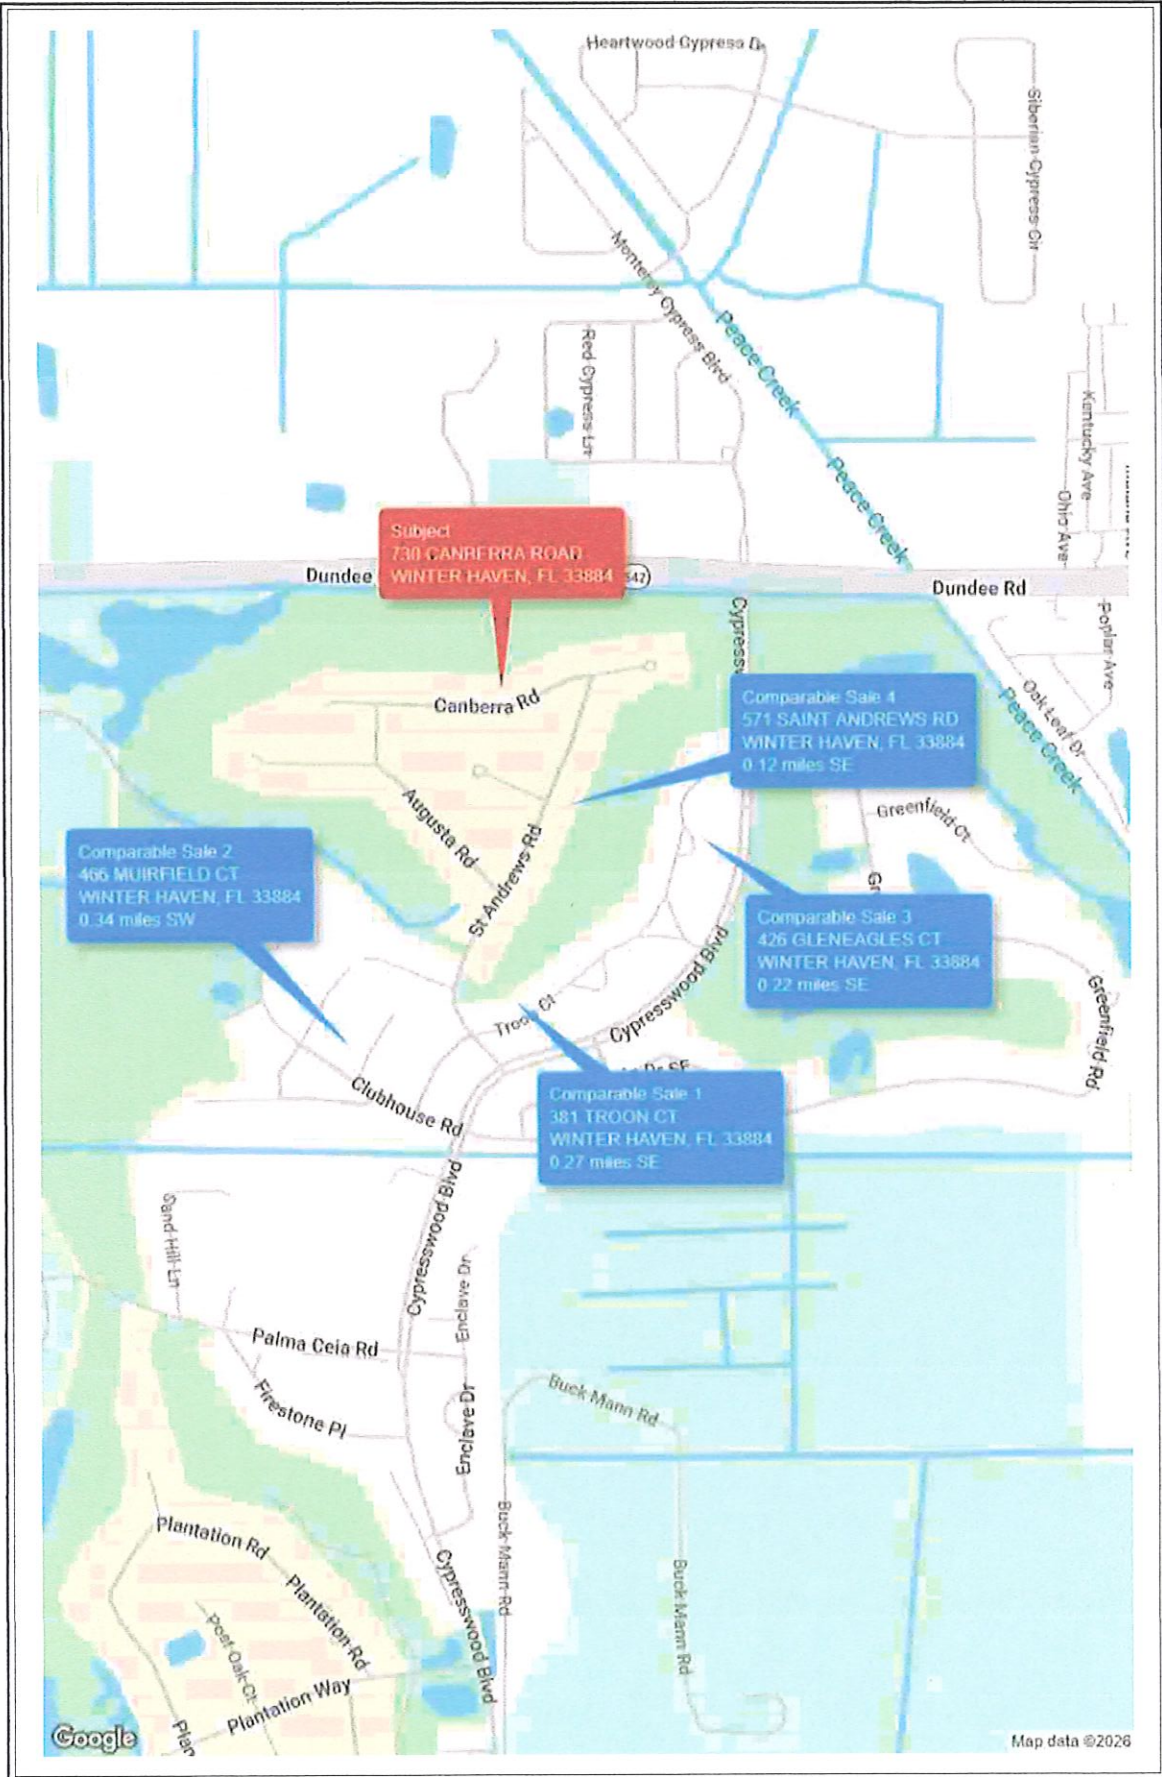 Heartwood Cypress D
Siberian Cypress Cir
Monterey Cypress Blvd
Peace Creek
Red Cypress Ln
Kentucky Ave
Peace Creek
Ohio Ave
Subject
730 CANBERRA ROAD
WINTER HAVEN, FL 33884
Dundee
542
Dundee Rd
Cypressw
Poplar Ave
Canberra Rd
Oak Leaf Dr
Peace Creek
Comparable Sale 4
571 SAINT ANDREWS RD
WINTER HAVEN, FL 33884
0.12 miles SE
Augusta Rd
St Andrews Rd
Greenfield Ct
Gr
Comparable Sale 2
466 MUIRFIELD CT
WINTER HAVEN, FL 33884
0.34 miles SW
Comparable Sale 3
426 GLENEAGLES CT
WINTER HAVEN, FL 33884
0.22 miles SE
Troon Ct
Cypresswood Blvd
Greenfield Rd
Dr SE
Clubhouse Rd
Comparable Sale 1
381 TROON CT
WINTER HAVEN, FL 33884
0.27 miles SE
Sand Hill Ln
Cypresswood Blvd
Enclave Dr
Palma Ceia Rd
Firestone Pl
Enclave Dr
Buck Mann Rd
Plantation Rd
Buck Mann Rd
Plantation Rd
Cypresswood Blvd
Buck Mann Rd
Post Oak Ct
Plantation Way
Plan
Google
Map data ©2026